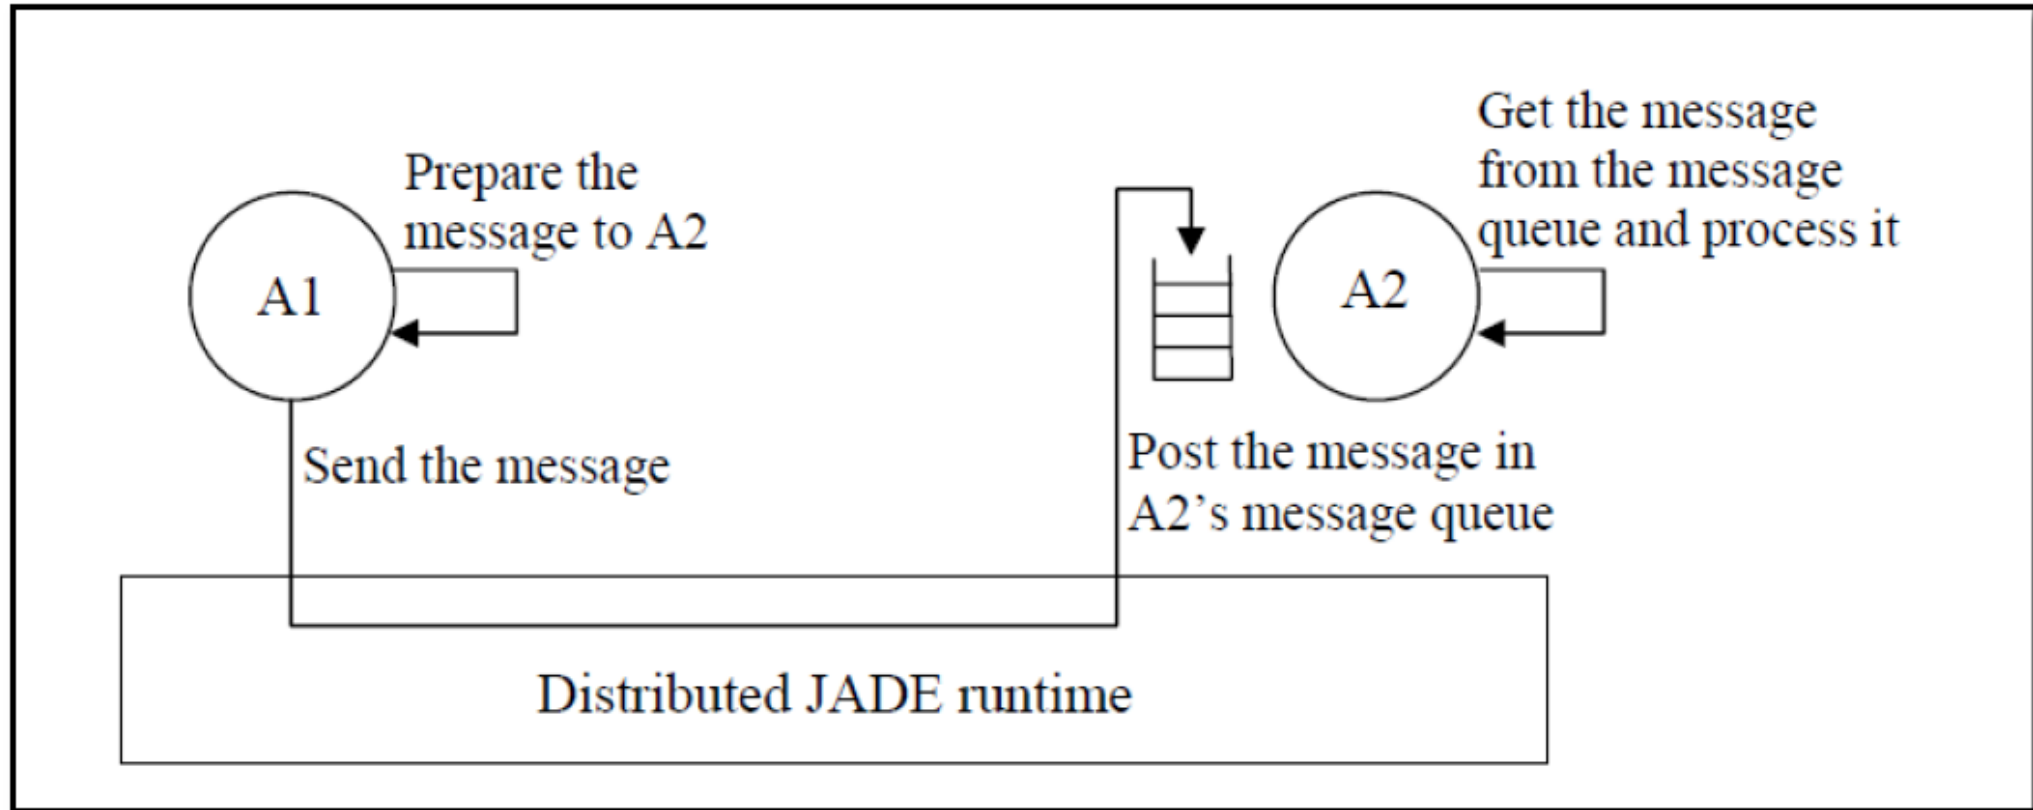 Prepare the
message to A2
A1
Send the message
Get the message
from the message
queue and process it
A2
Post the message in
A2’s message queue
Distributed JADE runtime